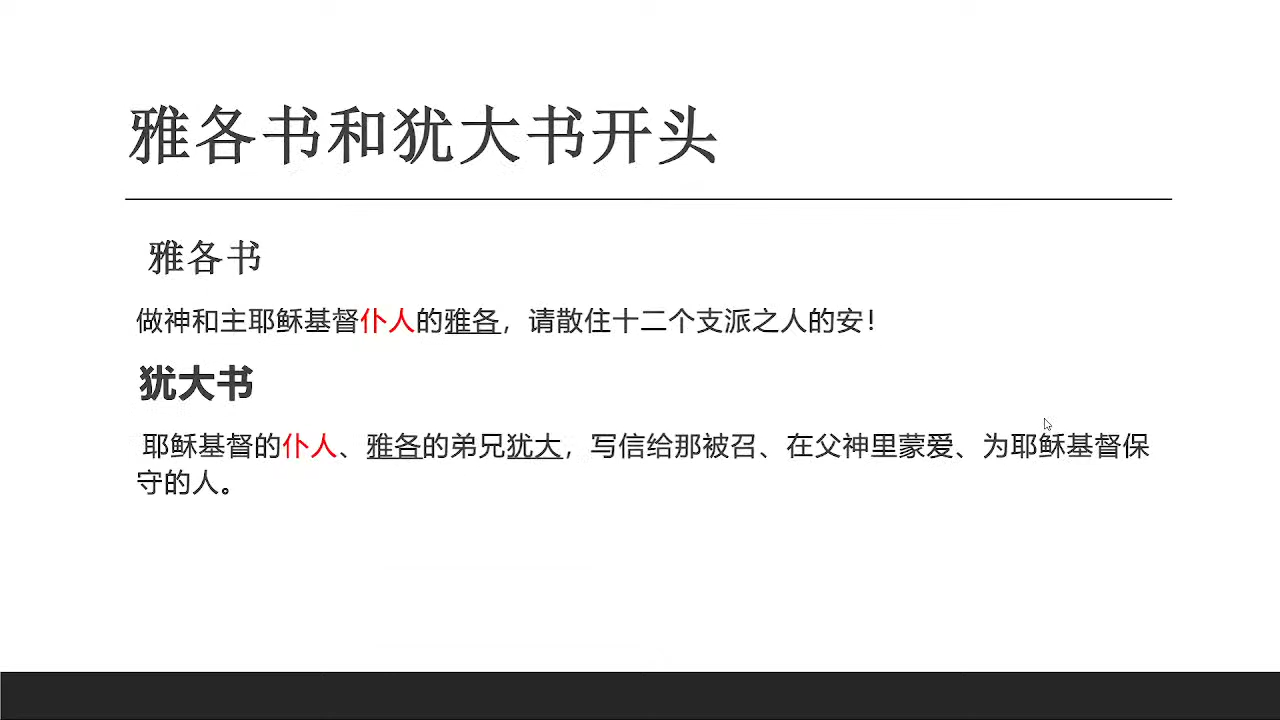 雅各书和犹大书开头
雅各书
做神和主耶稣基督仆人的雅各，请散住十二个支派之人的安！
犹大书
耶稣基督的仆人、雅各的弟兄犹大，写信给那被召、在父神里蒙爱、为耶稣基督保
守的人。